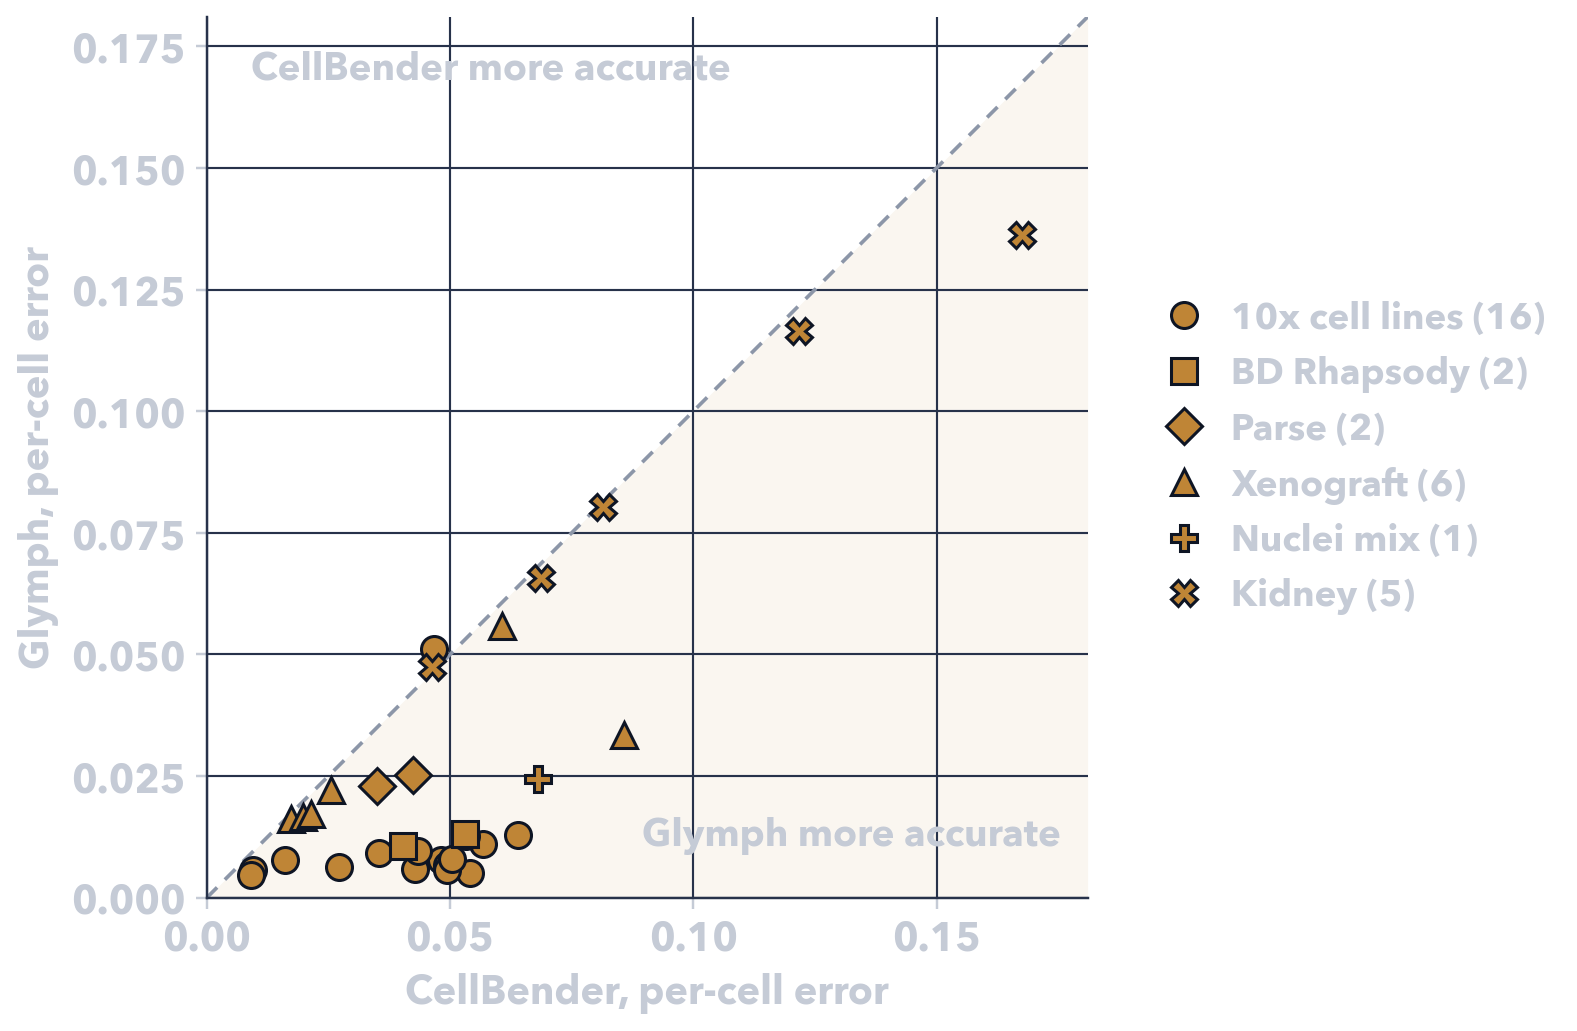 0.175
CellBender more accurate
0.150
0.125
0.100
0.075
0.050
0.025
0.000
Glymph, per-cell error
Glymph more accurate
0.00
0.05
0.10
0.15
CellBender, per-cell error
10x cell lines (16)
BD Rhapsody (2)
Parse (2)
Xenograft (6)
Nuclei mix (1)
Kidney (5)